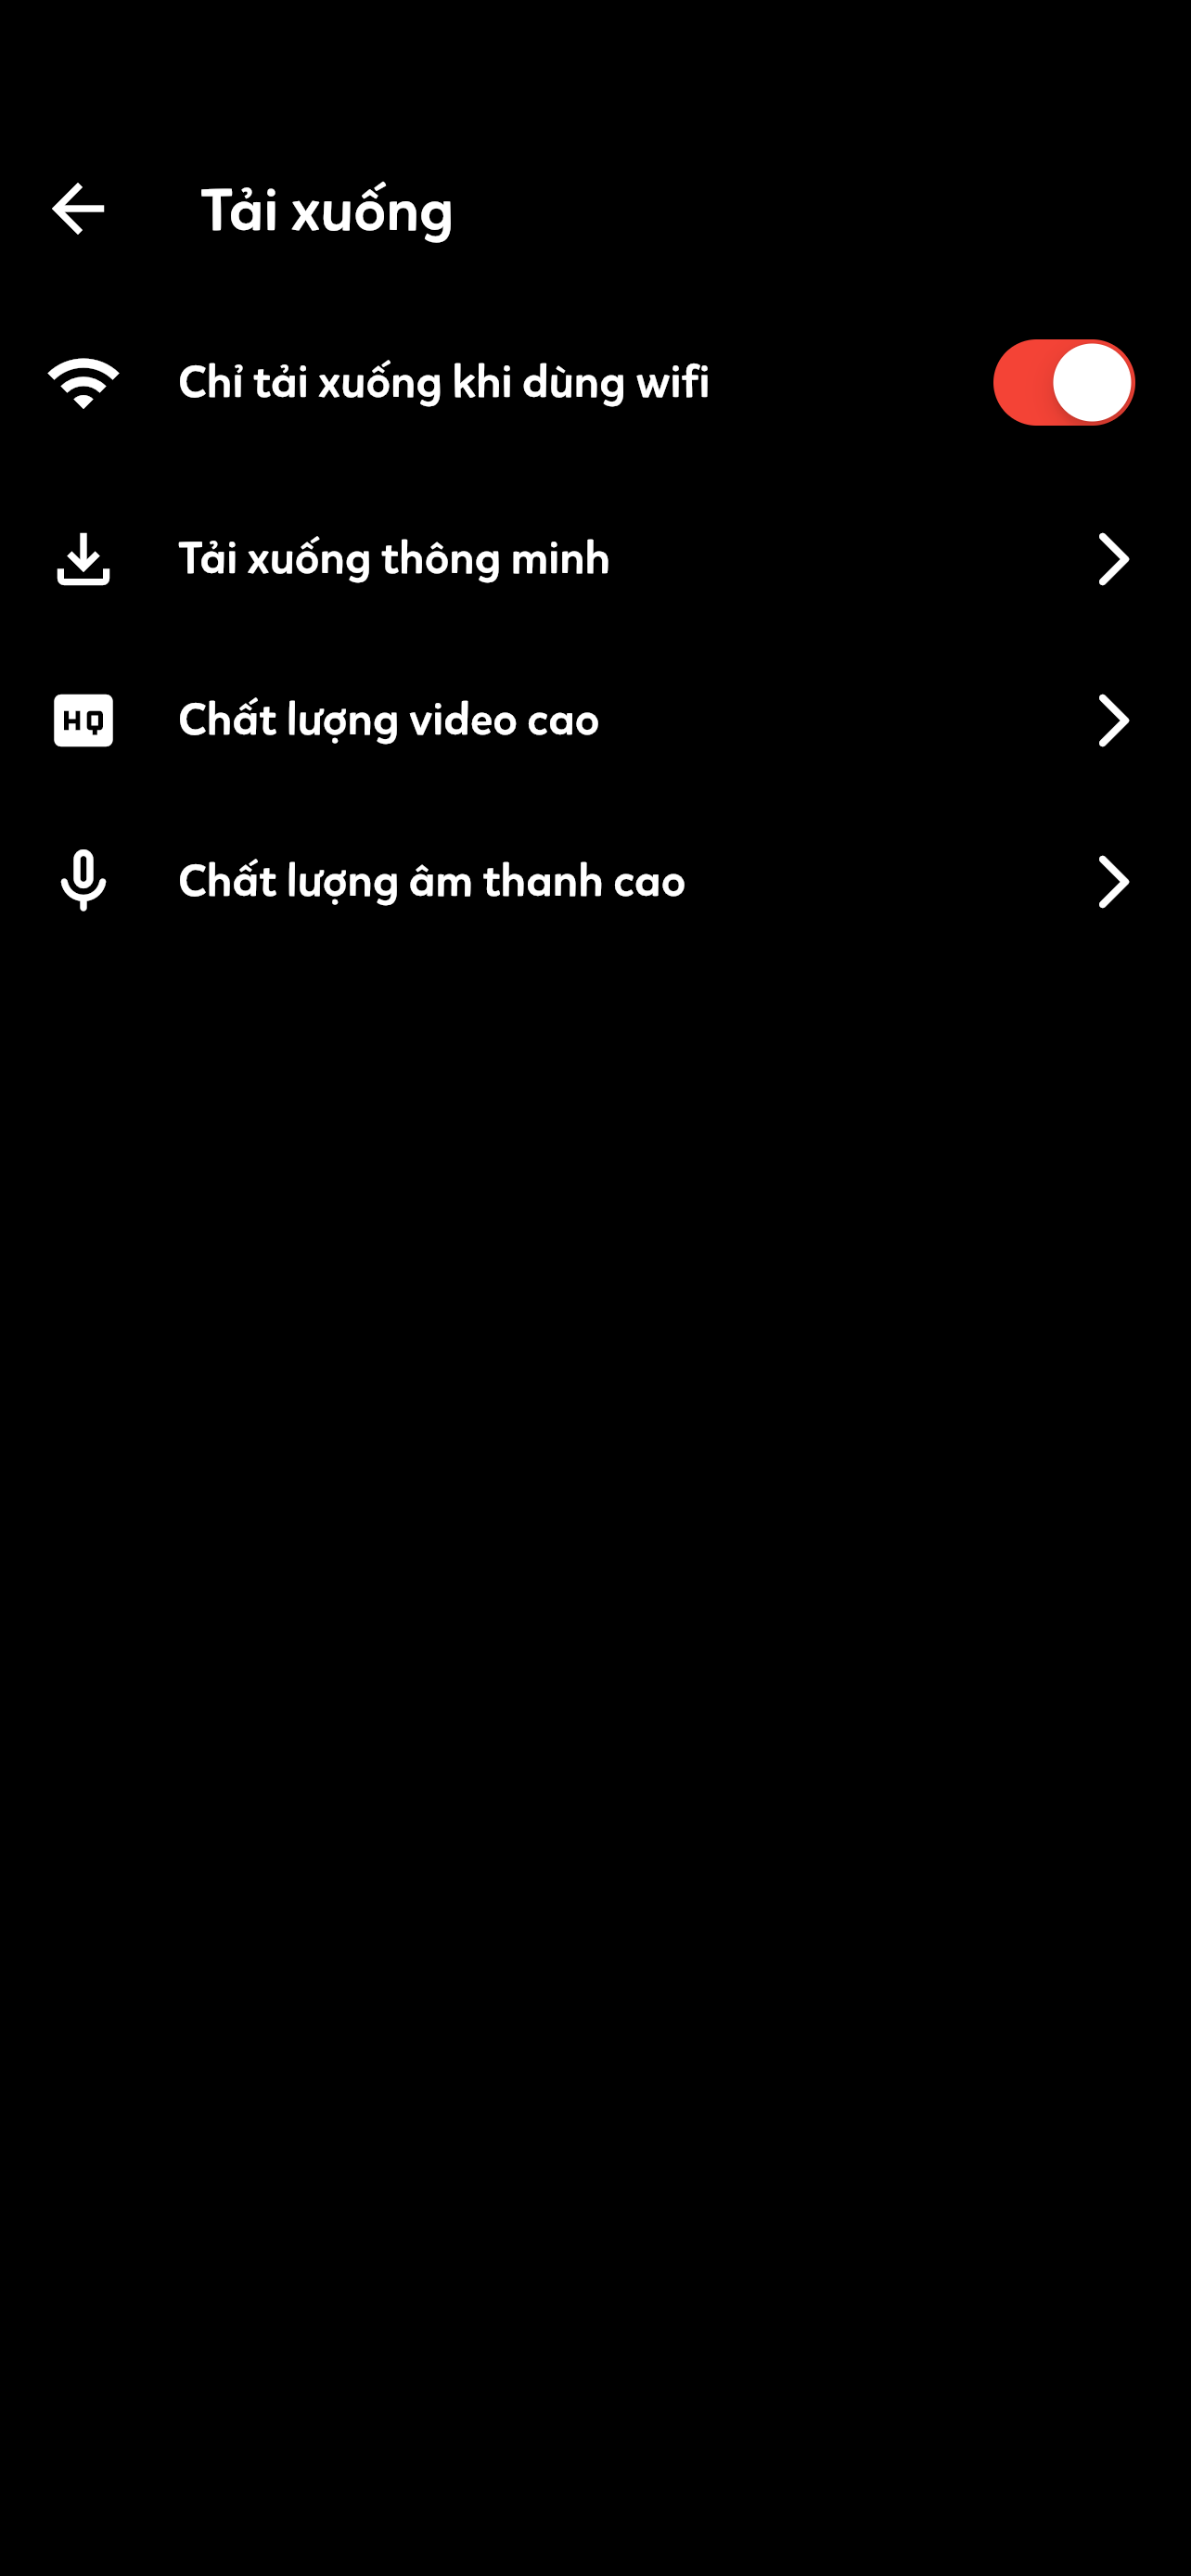 Tải xuống
Chỉ tải xuống khi dùng wifi
Tải xuống thông minh
HQ
Chất lượng video cao
Chất lượng âm thanh cao